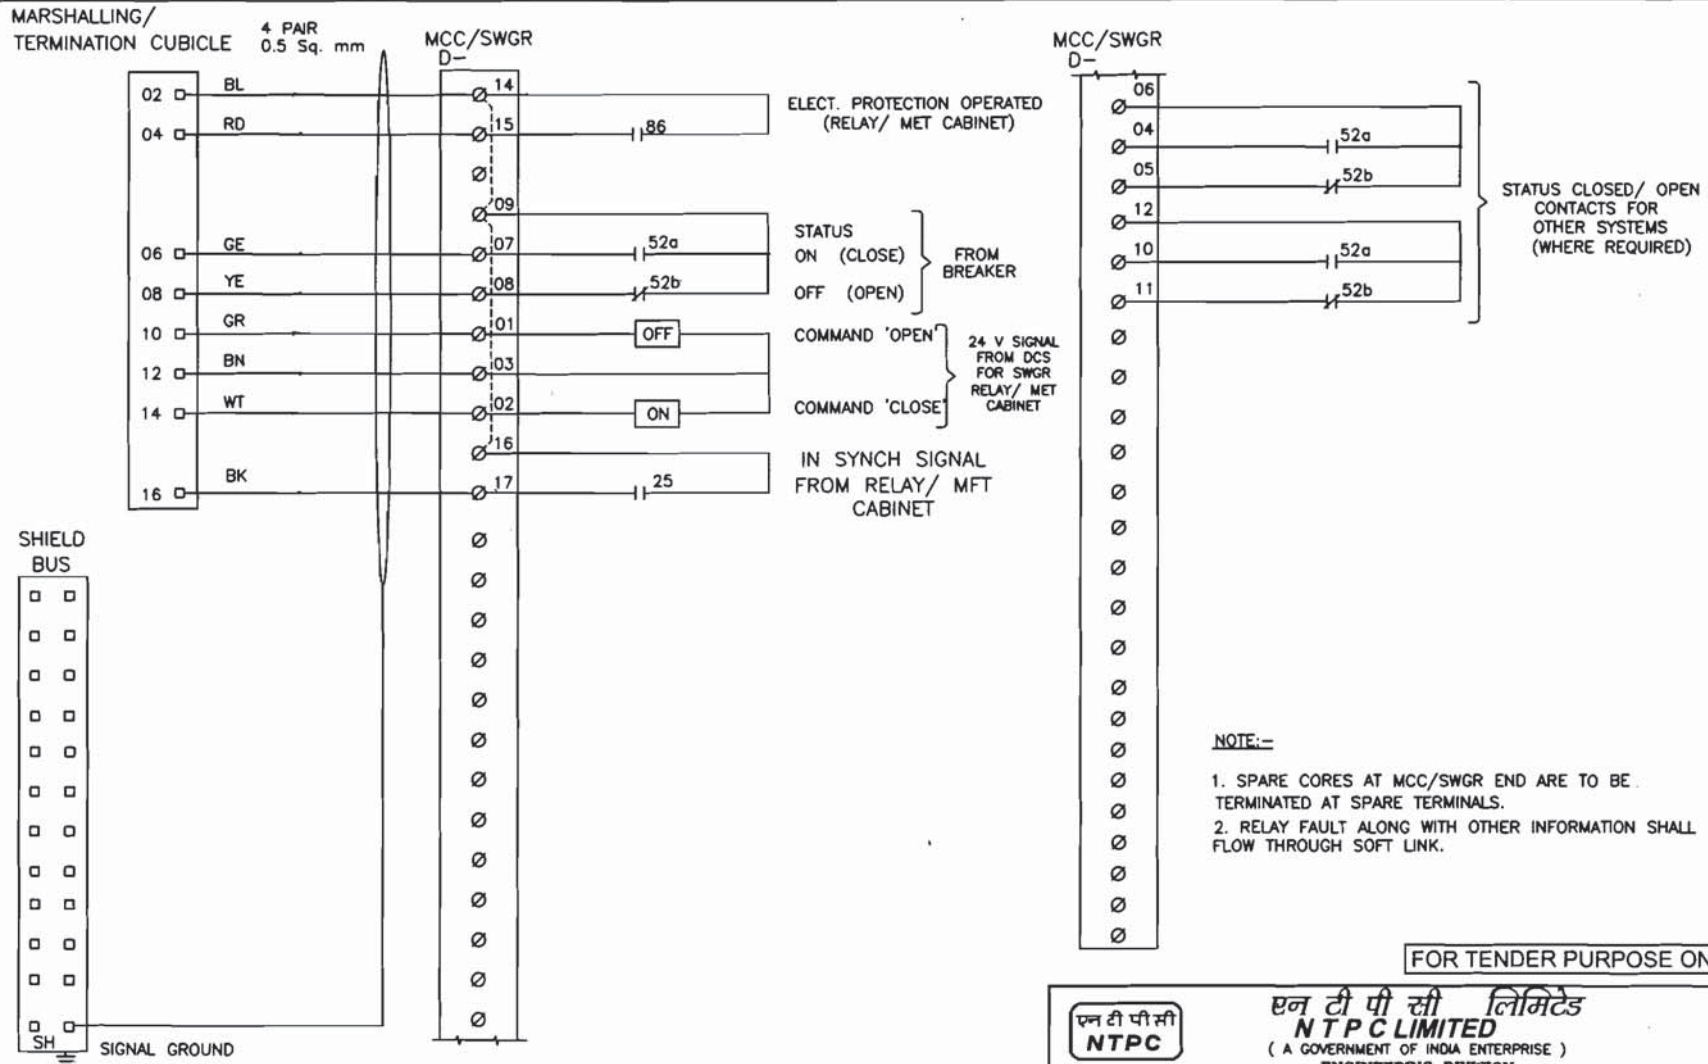 MARSHALLING/
TERMINATION CUBICLE
4 PAIR
0.5 Sq. mm
MCC/SWGR
D-
02 BL 14
04 RD 15 86
ELECT. PROTECTION OPERATED
(RELAY/ MET CABINET)
09
06 GE 07 52a
08 YE 08 52b
STATUS
ON (CLOSE)
OFF (OPEN)
FROM
BREAKER
10 GR 01 OFF
12 BN 03
14 WT 02 ON
COMMAND 'OPEN'
COMMAND 'CLOSE'
24 V SIGNAL
FROM DCS
FOR SWGR
RELAY/ MET
CABINET
16
16 BK 17 25
IN SYNCH SIGNAL
FROM RELAY/ MFT
CABINET
SHIELD
BUS
SH
SIGNAL GROUND
MCC/SWGR
D-
06
04 52a
05 52b
12
10 52a
11 52b
STATUS CLOSED/ OPEN
CONTACTS FOR
OTHER SYSTEMS
(WHERE REQUIRED)
NOTE:-
1. SPARE CORES AT MCC/SWGR END ARE TO BE
TERMINATED AT SPARE TERMINALS.
2. RELAY FAULT ALONG WITH OTHER INFORMATION SHALL
FLOW THROUGH SOFT LINK.
FOR TENDER PURPOSE ON
एन टी पी सी
NTPC
एन टी पी सी लिमिटेड
NTPC LIMITED
( A GOVERNMENT OF INDIA ENTERPRISE )